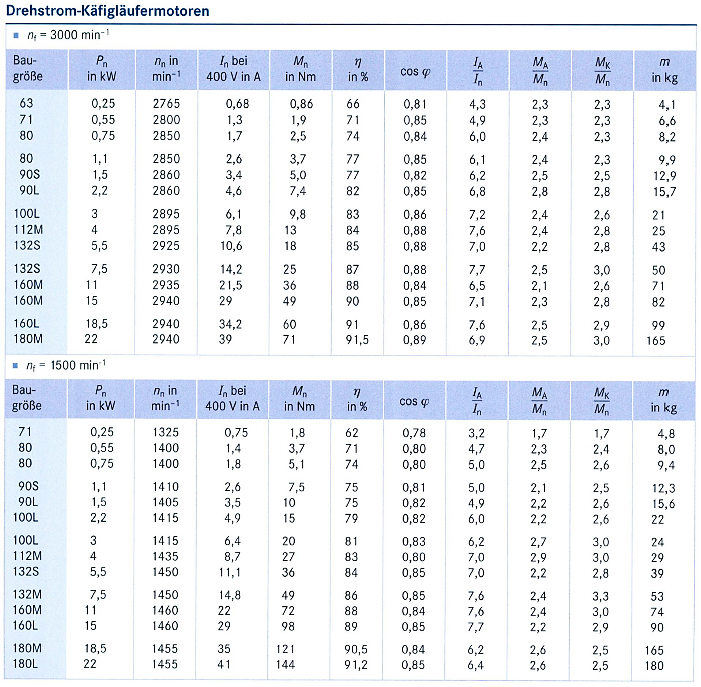 Drehstrom-Käfigläufermotoren
nf = 3000 min⁻¹
Bau- Pn nn in In bei Mn η cos φ IA MA MK m
größe in kW min⁻¹ 400 V in A in Nm in % In Mn Mn in kg
63 0,25 2765 0,68 0,86 66 0,81 4,3 2,3 2,3 4,1
71 0,55 2800 1,3 1,9 71 0,85 4,9 2,3 2,3 6,6
80 0,75 2850 1,7 2,5 74 0,84 6,0 2,4 2,3 8,2
80 1,1 2850 2,6 3,7 77 0,85 6,1 2,4 2,3 9,9
90S 1,5 2860 3,4 5,0 77 0,82 6,2 2,5 2,5 12,9
90L 2,2 2860 4,6 7,4 82 0,85 6,8 2,8 2,8 15,7
100L 3 2895 6,1 9,8 83 0,86 7,2 2,4 2,6 21
112M 4 2895 7,8 13 84 0,88 7,6 2,4 2,8 25
132S 5,5 2925 10,6 18 85 0,88 7,0 2,2 2,8 43
132S 7,5 2930 14,2 25 87 0,88 7,7 2,5 3,0 50
160M 11 2935 21,5 36 88 0,84 6,5 2,1 2,6 71
160M 15 2940 29 49 90 0,85 7,1 2,3 2,8 82
160L 18,5 2940 34,2 60 91 0,86 7,6 2,5 2,9 99
180M 22 2940 39 71 91,5 0,89 6,9 2,5 3,0 165
nf = 1500 min⁻¹
Bau- Pn nn in In bei Mn η cos φ IA MA MK m
größe in kW min⁻¹ 400 V in A in Nm in % In Mn Mn in kg
71 0,25 1325 0,75 1,8 62 0,78 3,2 1,7 1,7 4,8
80 0,55 1400 1,4 3,7 71 0,80 4,7 2,3 2,4 8,0
80 0,75 1400 1,8 5,1 74 0,80 5,0 2,5 2,6 9,4
90S 1,1 1410 2,6 7,5 75 0,81 5,0 2,1 2,5 12,3
90L 1,5 1405 3,5 10 75 0,82 4,9 2,2 2,6 15,6
100L 2,2 1415 4,9 15 79 0,82 6,0 2,2 2,6 22
100L 3 1415 6,4 20 81 0,83 6,2 2,7 3,0 24
112M 4 1435 8,7 27 83 0,80 7,0 2,9 3,0 29
132S 5,5 1450 11,1 36 84 0,85 7,0 2,2 2,8 39
132M 7,5 1450 14,8 49 86 0,85 7,6 2,4 3,3 53
160M 11 1460 22 72 88 0,84 7,6 2,4 3,0 74
160L 15 1460 29 98 89 0,85 7,7 2,2 2,9 90
180M 18,5 1455 35 121 90,5 0,84 6,2 2,6 2,5 165
180L 22 1455 41 144 91,2 0,85 6,4 2,6 2,5 180